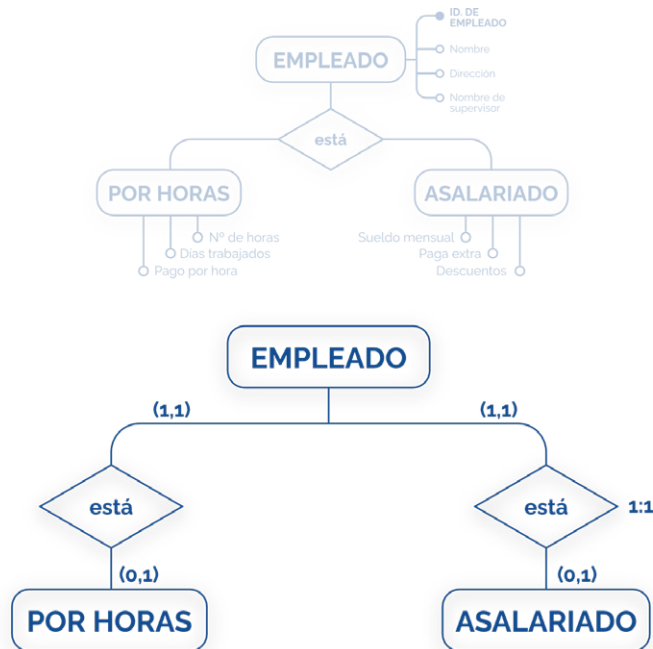 ID. DE
EMPLEADO
EMPLEADO
Nombre
Dirección
Nombre de
supervisor
está
POR HORAS
ASALARIADO
Nº de horas
Días trabajados
Pago por hora
Sueldo mensual
Paga extra
Descuentos
EMPLEADO
(1,1)
(1,1)
está
está
1:1
(0,1)
(0,1)
POR HORAS
ASALARIADO